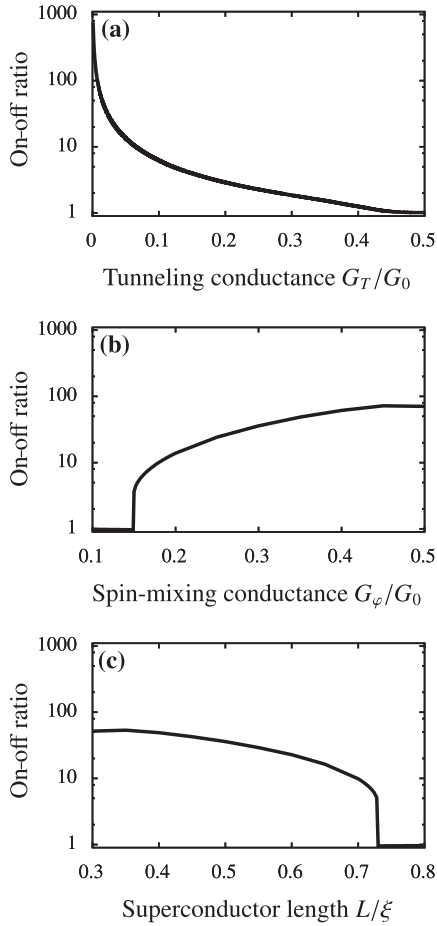 (a)
On-off ratio
1000
100
10
1
0 0.1 0.2 0.3 0.4 0.5
Tunneling conductance G_T/G_0
(b)
On-off ratio
1000
100
10
1
0.1 0.2 0.3 0.4 0.5
Spin-mixing conductance G_φ/G_0
(c)
On-off ratio
1000
100
10
1
0.3 0.4 0.5 0.6 0.7 0.8
Superconductor length L/ξ